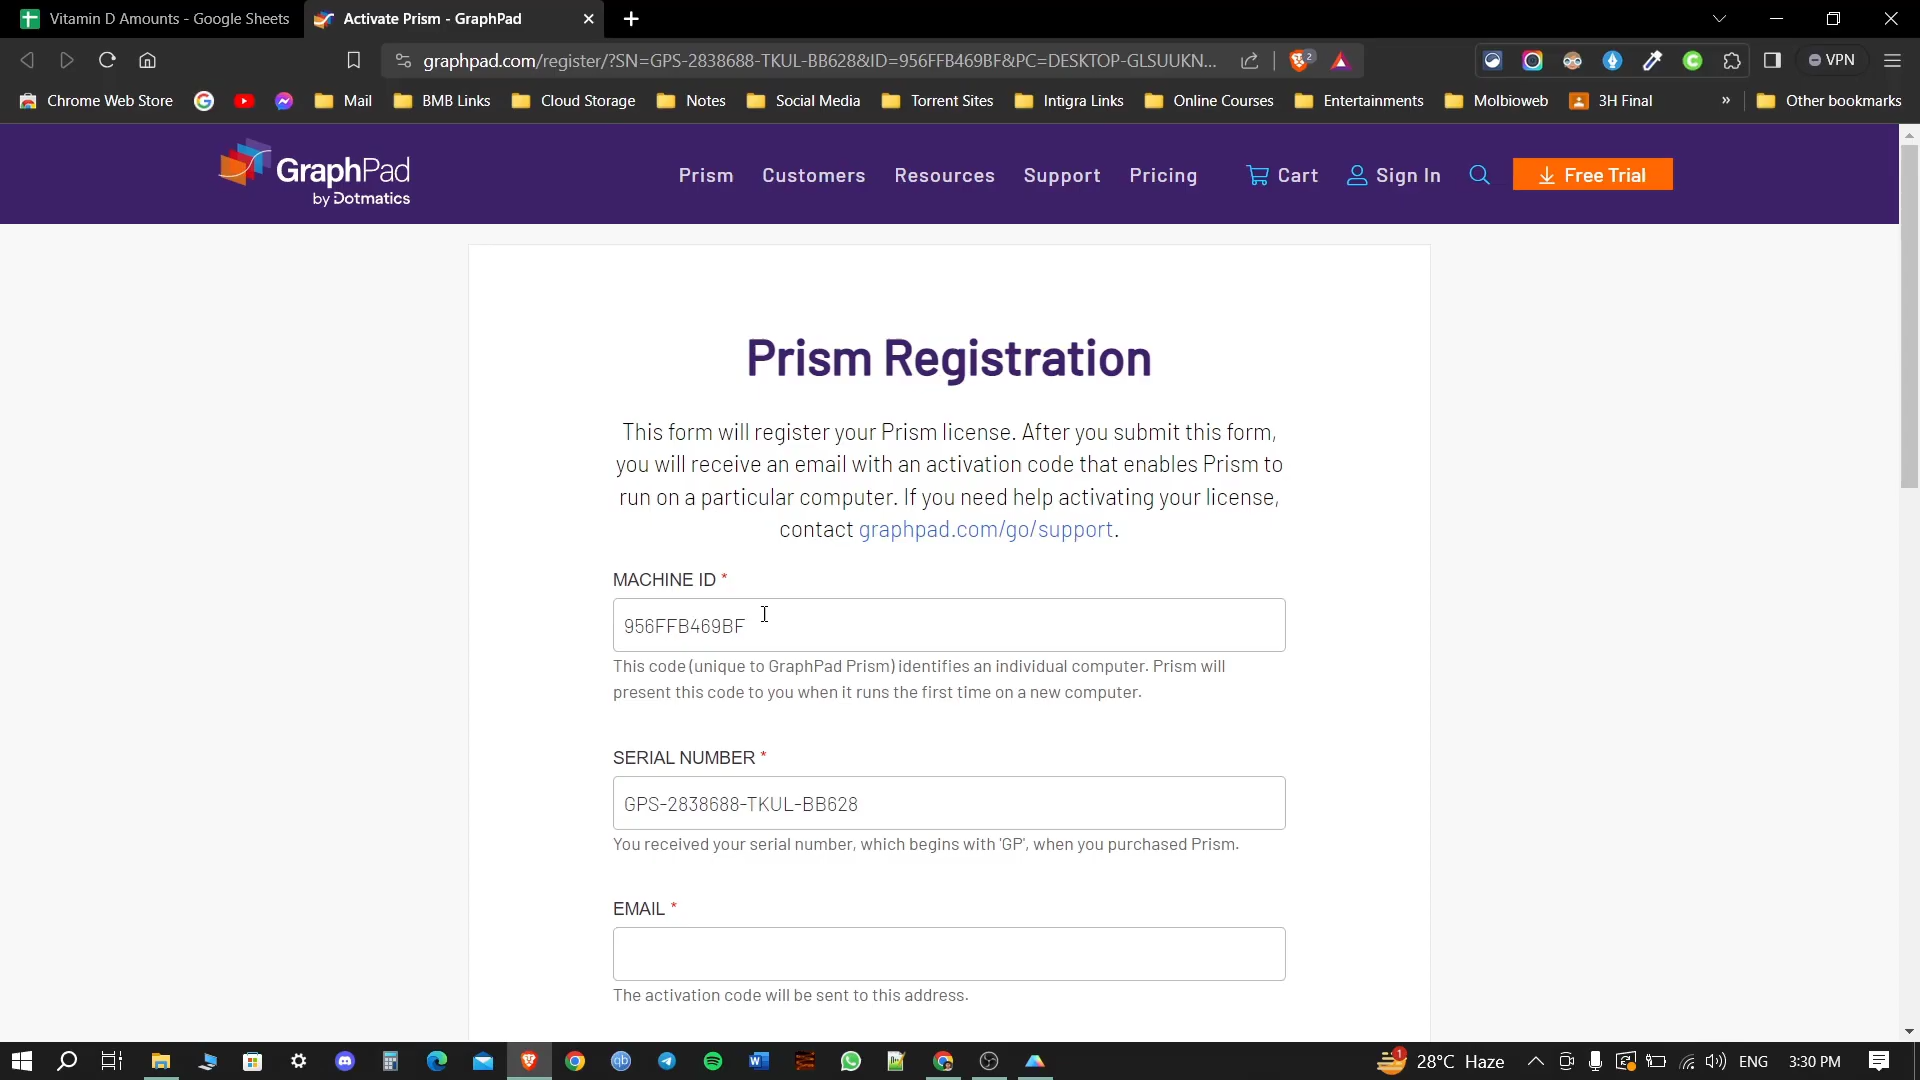 Vitamin D Amounts - Google Sheets
Activate Prism - GraphPad
graphpad.com/register/?SN=GPS-2838688-TKUL-BB628&ID=956FFB469BF&PC=DESKTOP-GLSUUKN...
2
VPN
Chrome Web Store
Mail
BMB Links
Cloud Storage
Notes
Social Media
Torrent Sites
Intigra Links
Online Courses
Entertainments
Molbioweb
3H Final
»
Other bookmarks
GraphPad
by Dotmatics
Prism
Customers
Resources
Support
Pricing
Cart
Sign In
Free Trial
Prism Registration
This form will register your Prism license. After you submit this form,
you will receive an email with an activation code that enables Prism to
run on a particular computer. If you need help activating your license,
contact graphpad.com/go/support.
MACHINE ID *
956FFB469BF
This code (unique to GraphPad Prism) identifies an individual computer. Prism will
present this code to you when it runs the first time on a new computer.
SERIAL NUMBER *
GPS-2838688-TKUL-BB628
You received your serial number, which begins with 'GP', when you purchased Prism.
EMAIL *
The activation code will be sent to this address.
1
28°C Haze
ENG
3:30 PM